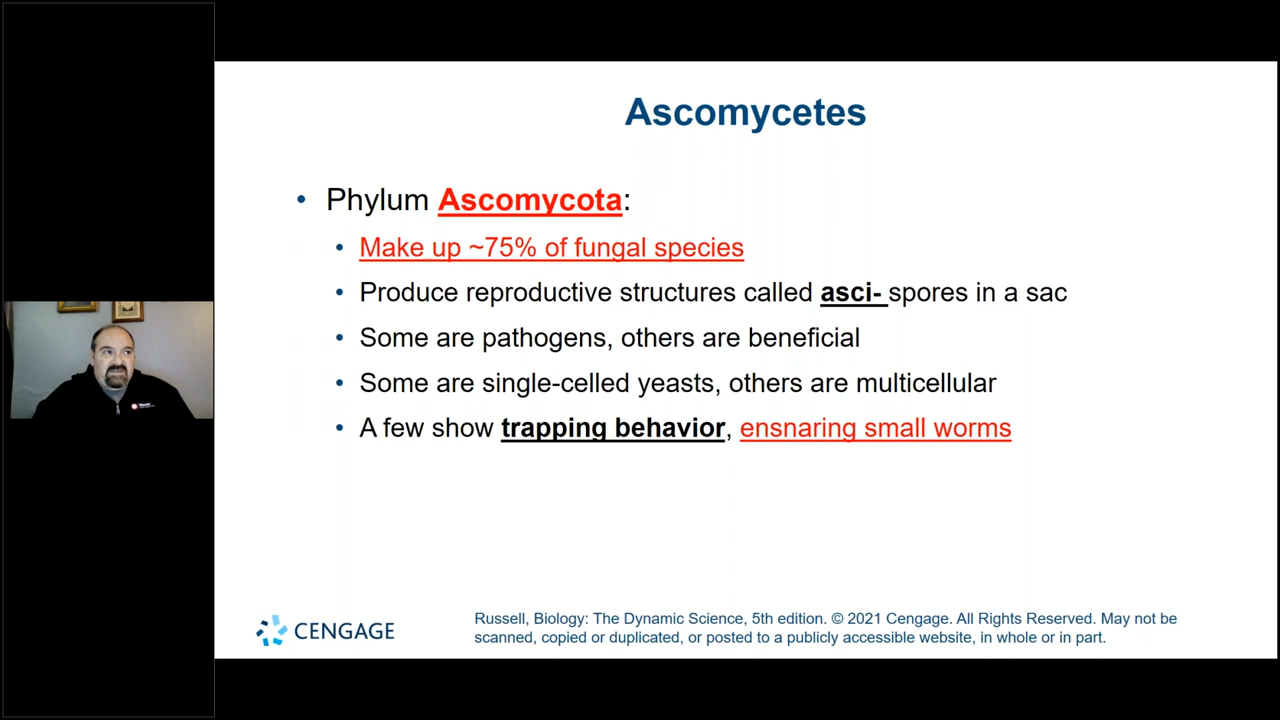 Ascomycetes
• Phylum Ascomycota:
• Make up ~75% of fungal species
• Produce reproductive structures called asci- spores in a sac
• Some are pathogens, others are beneficial
• Some are single-celled yeasts, others are multicellular
• A few show trapping behavior, ensnaring small worms
CENGAGE
Russell, Biology: The Dynamic Science, 5th edition. © 2021 Cengage. All Rights Reserved. May not be
scanned, copied or duplicated, or posted to a publicly accessible website, in whole or in part.